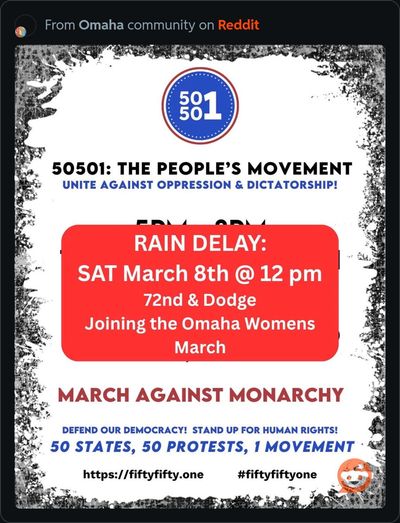 From Omaha community on Reddit
50
50 1
50501: THE PEOPLE'S MOVEMENT
UNITE AGAINST OPPRESSION & DICTATORSHIP!
RAIN DELAY:
SAT March 8th @ 12 pm
72nd & Dodge
Joining the Omaha Womens
March
MARCH AGAINST MONARCHY
DEFEND OUR DEMOCRACY! STAND UP FOR HUMAN RIGHTS!
50 STATES, 50 PROTESTS, 1 MOVEMENT
https://fiftyfifty.one #fiftyfiftyone